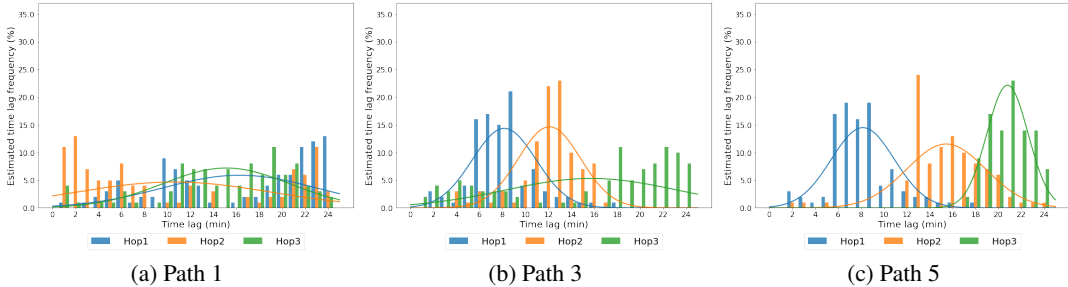 Estimated time lag frequency (%)
35.0
30.0
25.0
20.0
15.0
10.0
5.0
0.0
0 2 4 6 8 10 12 14 16 18 20 22 24
Time lag (min)
Hop1 Hop2 Hop3
(a) Path 1
Estimated time lag frequency (%)
35.0
30.0
25.0
20.0
15.0
10.0
5.0
0.0
0 2 4 6 8 10 12 14 16 18 20 22 24
Time lag (min)
Hop1 Hop2 Hop3
(b) Path 3
Estimated time lag frequency (%)
35.0
30.0
25.0
20.0
15.0
10.0
5.0
0.0
0 2 4 6 8 10 12 14 16 18 20 22 24
Time lag (min)
Hop1 Hop2 Hop3
(c) Path 5